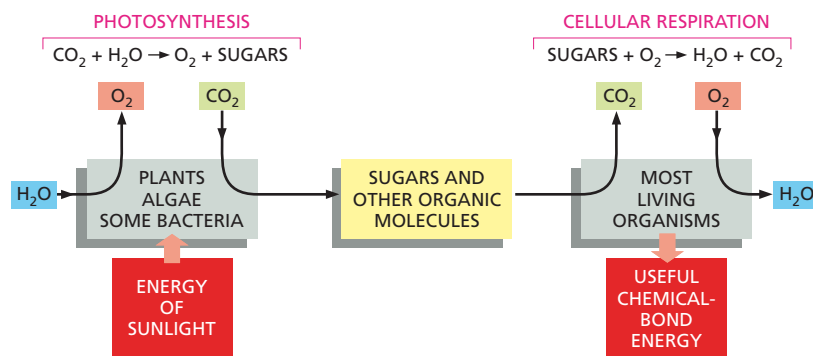 PHOTOSYNTHESIS
CO₂ + H₂O → O₂ + SUGARS
O₂
CO₂
H₂O
PLANTS
ALGAE
SOME BACTERIA
ENERGY
OF
SUNLIGHT
SUGARS AND
OTHER ORGANIC
MOLECULES
CELLULAR RESPIRATION
SUGARS + O₂ → H₂O + CO₂
CO₂
O₂
MOST
LIVING
ORGANISMS
H₂O
USEFUL
CHEMICAL-
BOND
ENERGY